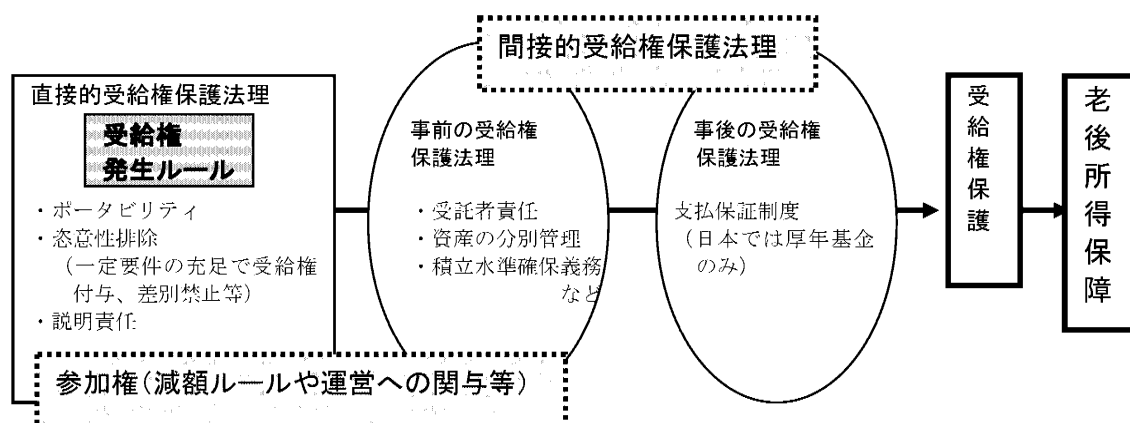 間接的受給権保護法理
直接的受給権保護法理
受給権
発生ルール
・ポータビリティ
・恣意性排除
（一定要件の充足で受給権
付与、差別禁止等）
・説明責任
事前の受給権
保護法理
・受託者責任
・資産の分別管理
・積立水準確保義務
など
事後の受給権
保護法理
支払保証制度
（日本では厚年基金
のみ）
受給権保護
老後所得保障
参加権（減額ルールや運営への関与等）